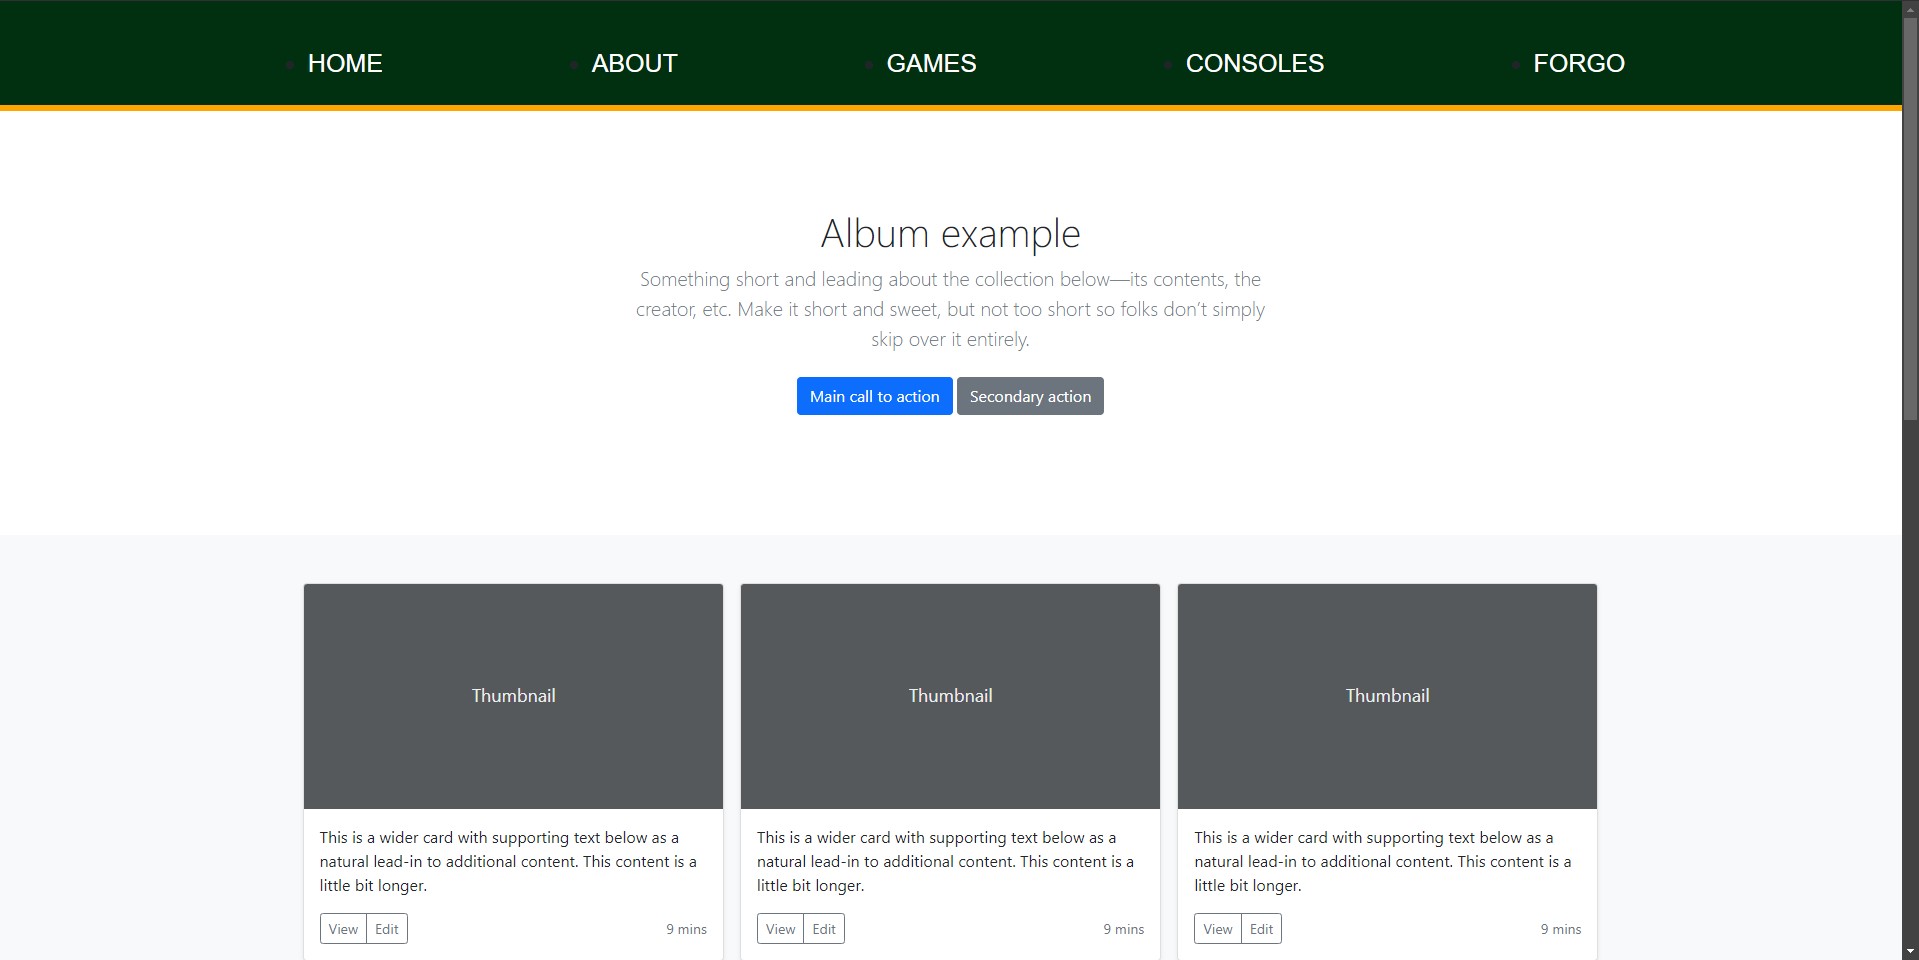 HOME ABOUT GAMES CONSOLES FORGO
Album example
Something short and leading about the collection below—its contents, the
creator, etc. Make it short and sweet, but not too short so folks don’t simply
skip over it entirely.
Main call to action Secondary action
Thumbnail
This is a wider card with supporting text below as a
natural lead-in to additional content. This content is a
little bit longer.
View Edit 9 mins
Thumbnail
This is a wider card with supporting text below as a
natural lead-in to additional content. This content is a
little bit longer.
View Edit 9 mins
Thumbnail
This is a wider card with supporting text below as a
natural lead-in to additional content. This content is a
little bit longer.
View Edit 9 mins